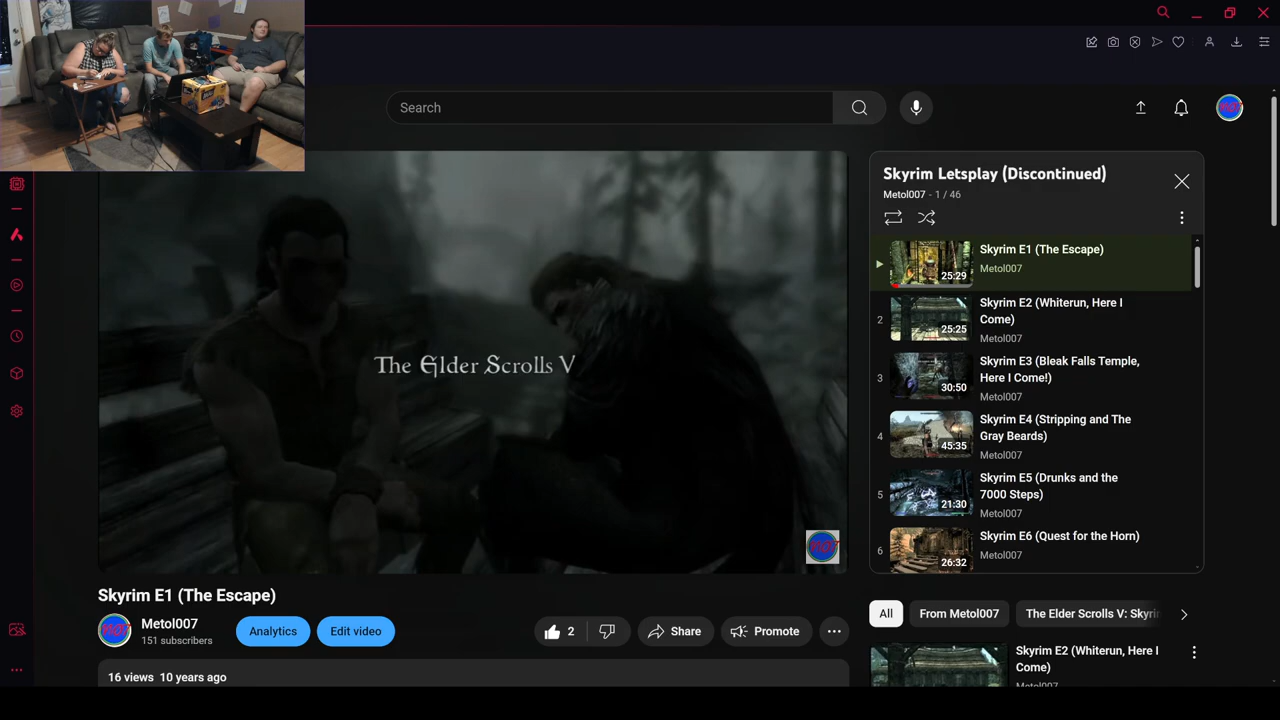 Search
The Elder Scrolls V
Skyrim E1 (The Escape)
Metol007
151 subscribers
Analytics
Edit video
2
Share
Promote
16 views 10 years ago
Skyrim Letsplay (Discontinued)
Metol007 - 1 / 46
25:29
Skyrim E1 (The Escape)
Metol007
2
25:25
Skyrim E2 (Whiterun, Here I
Come)
Metol007
3
30:50
Skyrim E3 (Bleak Falls Temple,
Here I Come!)
Metol007
4
45:35
Skyrim E4 (Stripping and The
Gray Beards)
Metol007
5
21:30
Skyrim E5 (Drunks and the
7000 Steps)
Metol007
6
26:32
Skyrim E6 (Quest for the Horn)
Metol007
All
From Metol007
The Elder Scrolls V: Skyrim
Skyrim E2 (Whiterun, Here I
Come)
Metol007